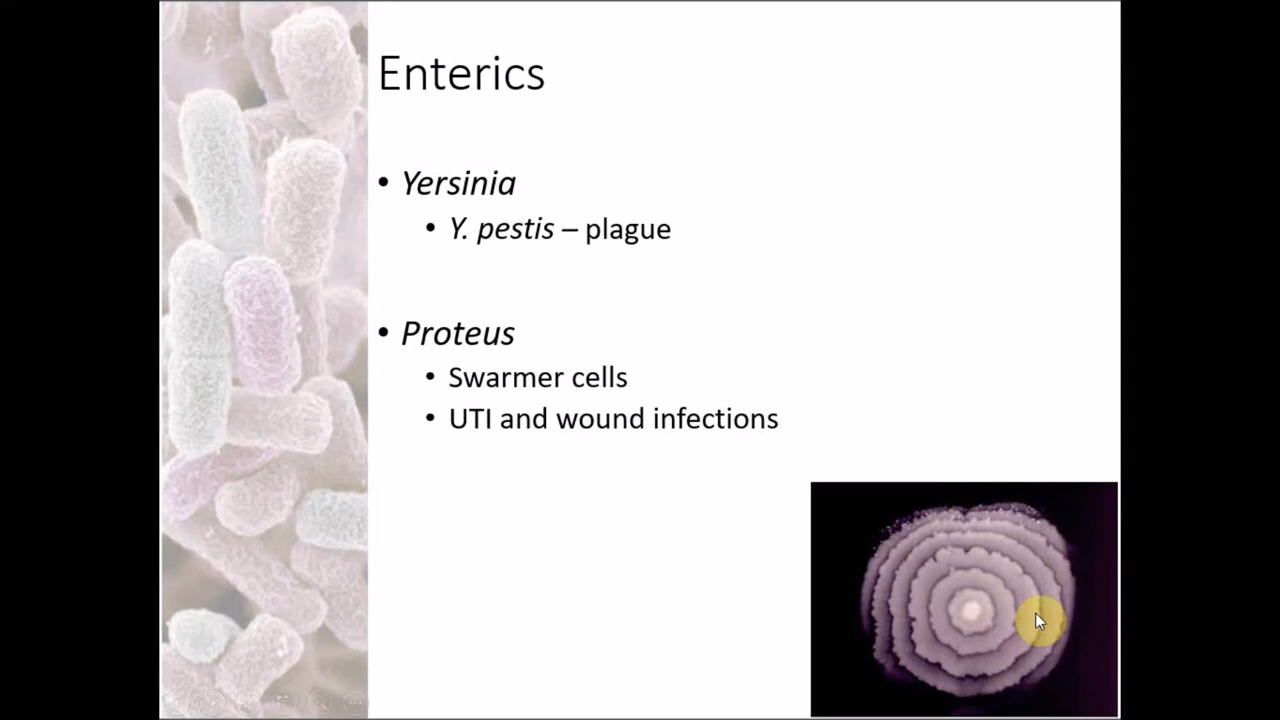 Enterics
• Yersinia
• Y. pestis – plague
• Proteus
• Swarmer cells
• UTI and wound infections